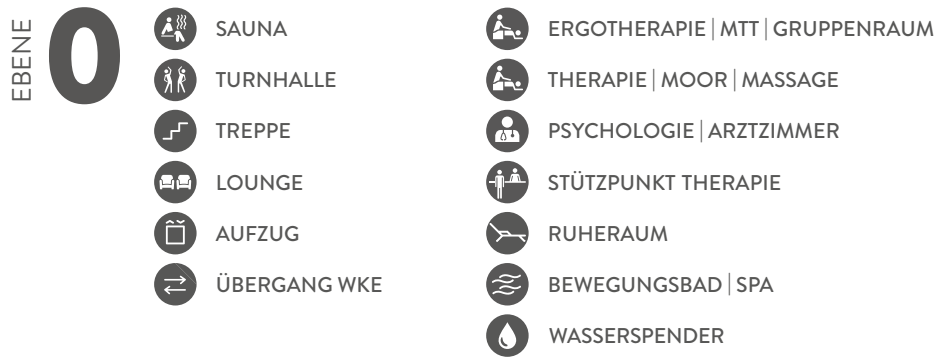 EBENE
0
SAUNA
TURNHALLE
TREPPE
LOUNGE
AUFZUG
ÜBERGANG WKE
ERGOTHERAPIE | MTT | GRUPPENRAUM
THERAPIE | MOOR | MASSAGE
PSYCHOLOGIE | ARZTZIMMER
STÜTZPUNKT THERAPIE
RUHERAUM
BEWEGUNGSBAD | SPA
WASSERSPENDER